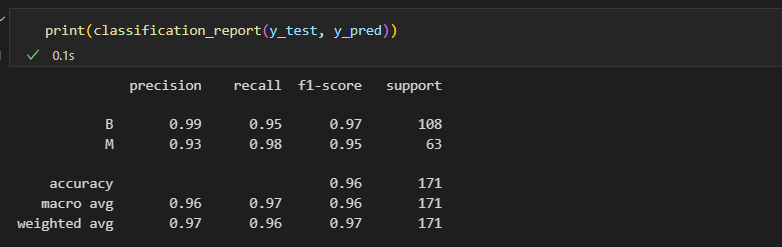 print(classification_report(y_test, y_pred))
0.1s
precision recall f1-score support
B 0.99 0.95 0.97 108
M 0.93 0.98 0.95 63
accuracy 0.96 171
macro avg 0.96 0.97 0.96 171
weighted avg 0.97 0.96 0.97 171